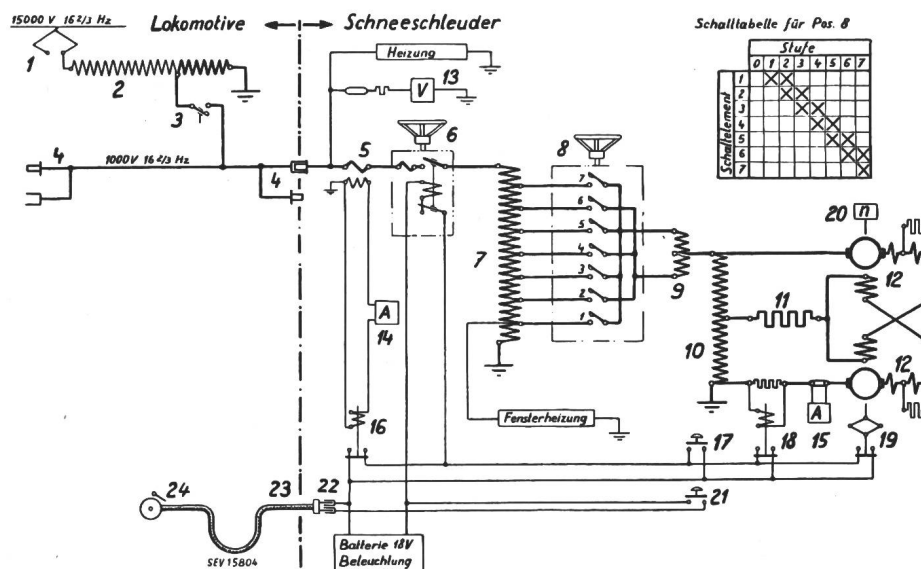 15000 V 16 2/3 Hz
Lokomotive
Schneeschleuder
Schalltabelle für Pos. 8
Stufe
0 1 2 3 4 5 6 7
Schaltelement
1
2
3
4
5
6
7
Heizung
1
2
3
V
13
4
1000V 16 2/3 Hz
4
5
6
7
8
7
6
5
4
3
2
1
9
10
11
12
20
n
12
A
14
16
Fensterheizung
17
18
A
15
19
21
22
23
24
SEV 15804
Batterie 18V
Beleuchtung